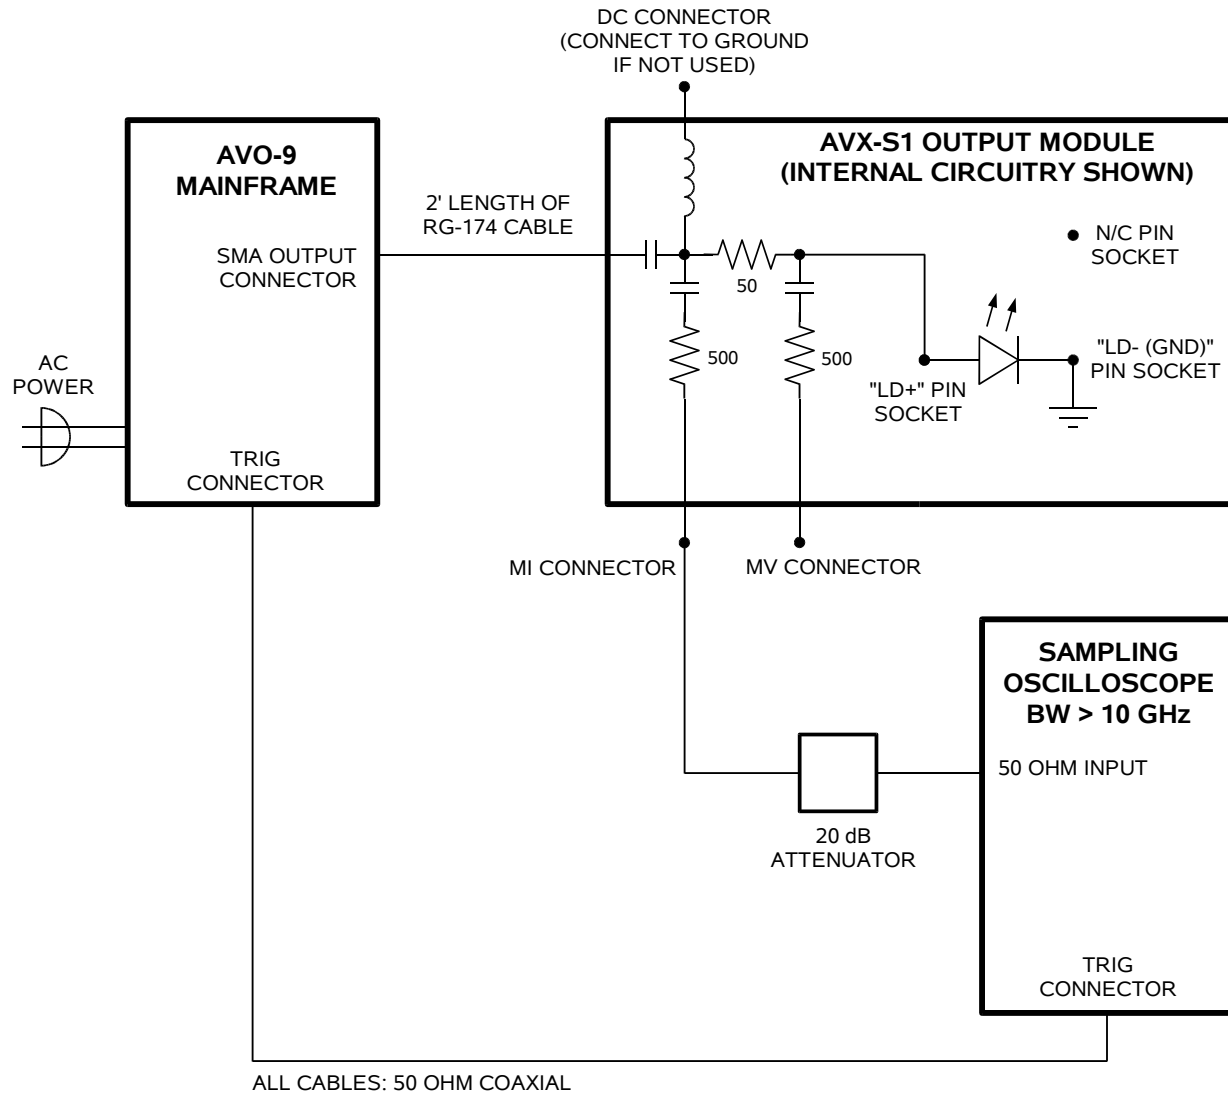 DC CONNECTOR
(CONNECT TO GROUND
IF NOT USED)
AVO-9
MAINFRAME
AVX-S1 OUTPUT MODULE
(INTERNAL CIRCUITRY SHOWN)
2' LENGTH OF
RG-174 CABLE
SMA OUTPUT
CONNECTOR
N/C PIN
SOCKET
50
500
500
"LD+" PIN
SOCKET
"LD- (GND)"
PIN SOCKET
AC
POWER
TRIG
CONNECTOR
MI CONNECTOR
MV CONNECTOR
SAMPLING
OSCILLOSCOPE
BW > 10 GHz
50 OHM INPUT
20 dB
ATTENUATOR
TRIG
CONNECTOR
ALL CABLES: 50 OHM COAXIAL